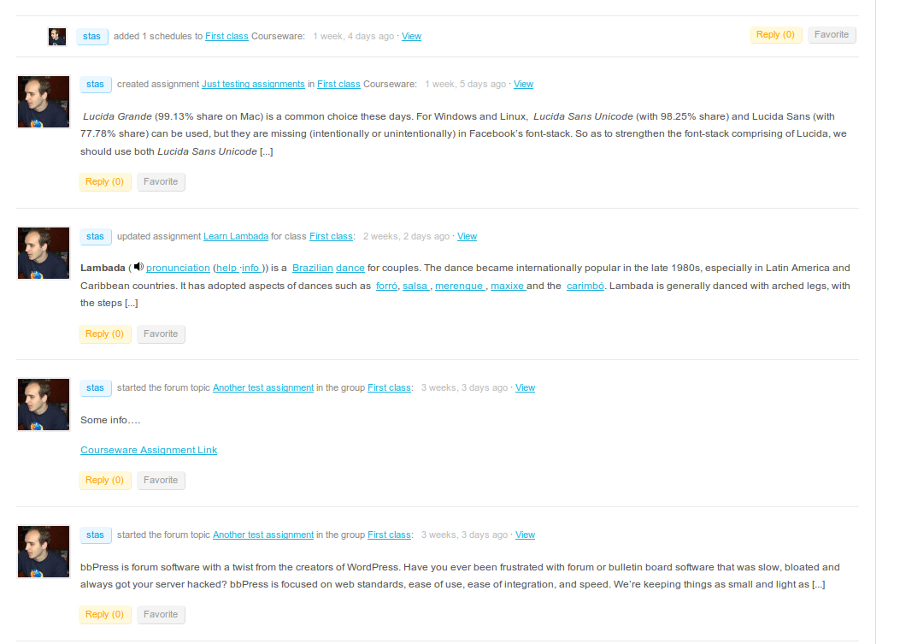 stas added 1 schedules to First class Courseware: 1 week, 4 days ago · View Reply (0) Favorite
stas created assignment Just testing assignments in First class Courseware: 1 week, 5 days ago · View
Lucida Grande (99.13% share on Mac) is a common choice these days. For Windows and Linux, Lucida Sans Unicode (with 98.25% share) and Lucida Sans (with
77.78% share) can be used, but they are missing (intentionally or unintentionally) in Facebook's font-stack. So as to strengthen the font-stack comprising of Lucida, we
should use both Lucida Sans Unicode [...]
Reply (0) Favorite
stas updated assignment Learn Lambada for class First class: 2 weeks, 2 days ago · View
Lambada ( pronunciation (help ·info )) is a Brazilian dance for couples. The dance became internationally popular in the late 1980s, especially in Latin America and
Caribbean countries. It has adopted aspects of dances such as forró, salsa , merengue , maxixe and the carimbó. Lambada is generally danced with arched legs, with
the steps [...]
Reply (0) Favorite
stas started the forum topic Another test assignment in the group First class: 3 weeks, 3 days ago · View
Some info….
Courseware Assignment Link
Reply (0) Favorite
stas started the forum topic Another test assignment in the group First class: 3 weeks, 3 days ago · View
bbPress is forum software with a twist from the creators of WordPress. Have you ever been frustrated with forum or bulletin board software that was slow, bloated and
always got your server hacked? bbPress is focused on web standards, ease of use, ease of integration, and speed. We're keeping things as small and light as [...]
Reply (0) Favorite